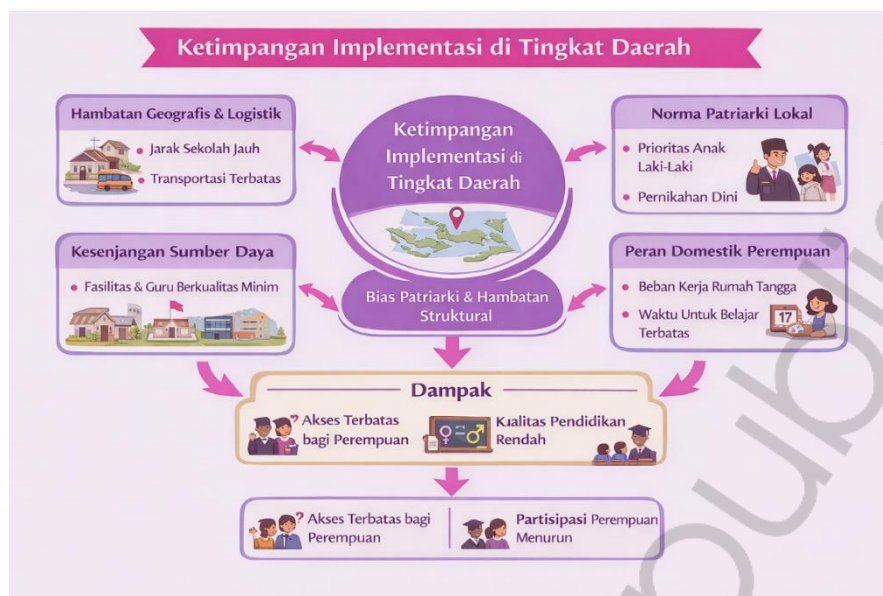 Ketimpangan Implementasi di Tingkat Daerah
Hambatan Geografis & Logistik
Jarak Sekolah Jauh
Transportasi Terbatas
Ketimpangan
Implementasi di
Tingkat Daerah
Norma Patriarki Lokal
Prioritas Anak
Laki-Laki
Pernikahan Dini
Kesenjangan Sumber Daya
Fasilitas & Guru Berkualitas Minim
Bias Patriarki & Hambatan
Struktural
Peran Domestik Perempuan
Beban Kerja Rumah Tangga
Waktu Untuk Belajar
Terbatas
17
Dampak
Akses Terbatas
bagi Perempuan
Kualitas Pendidikan
Rendah
Akses Terbatas bagi
Perempuan
Partisipasi Perempuan
Menurun